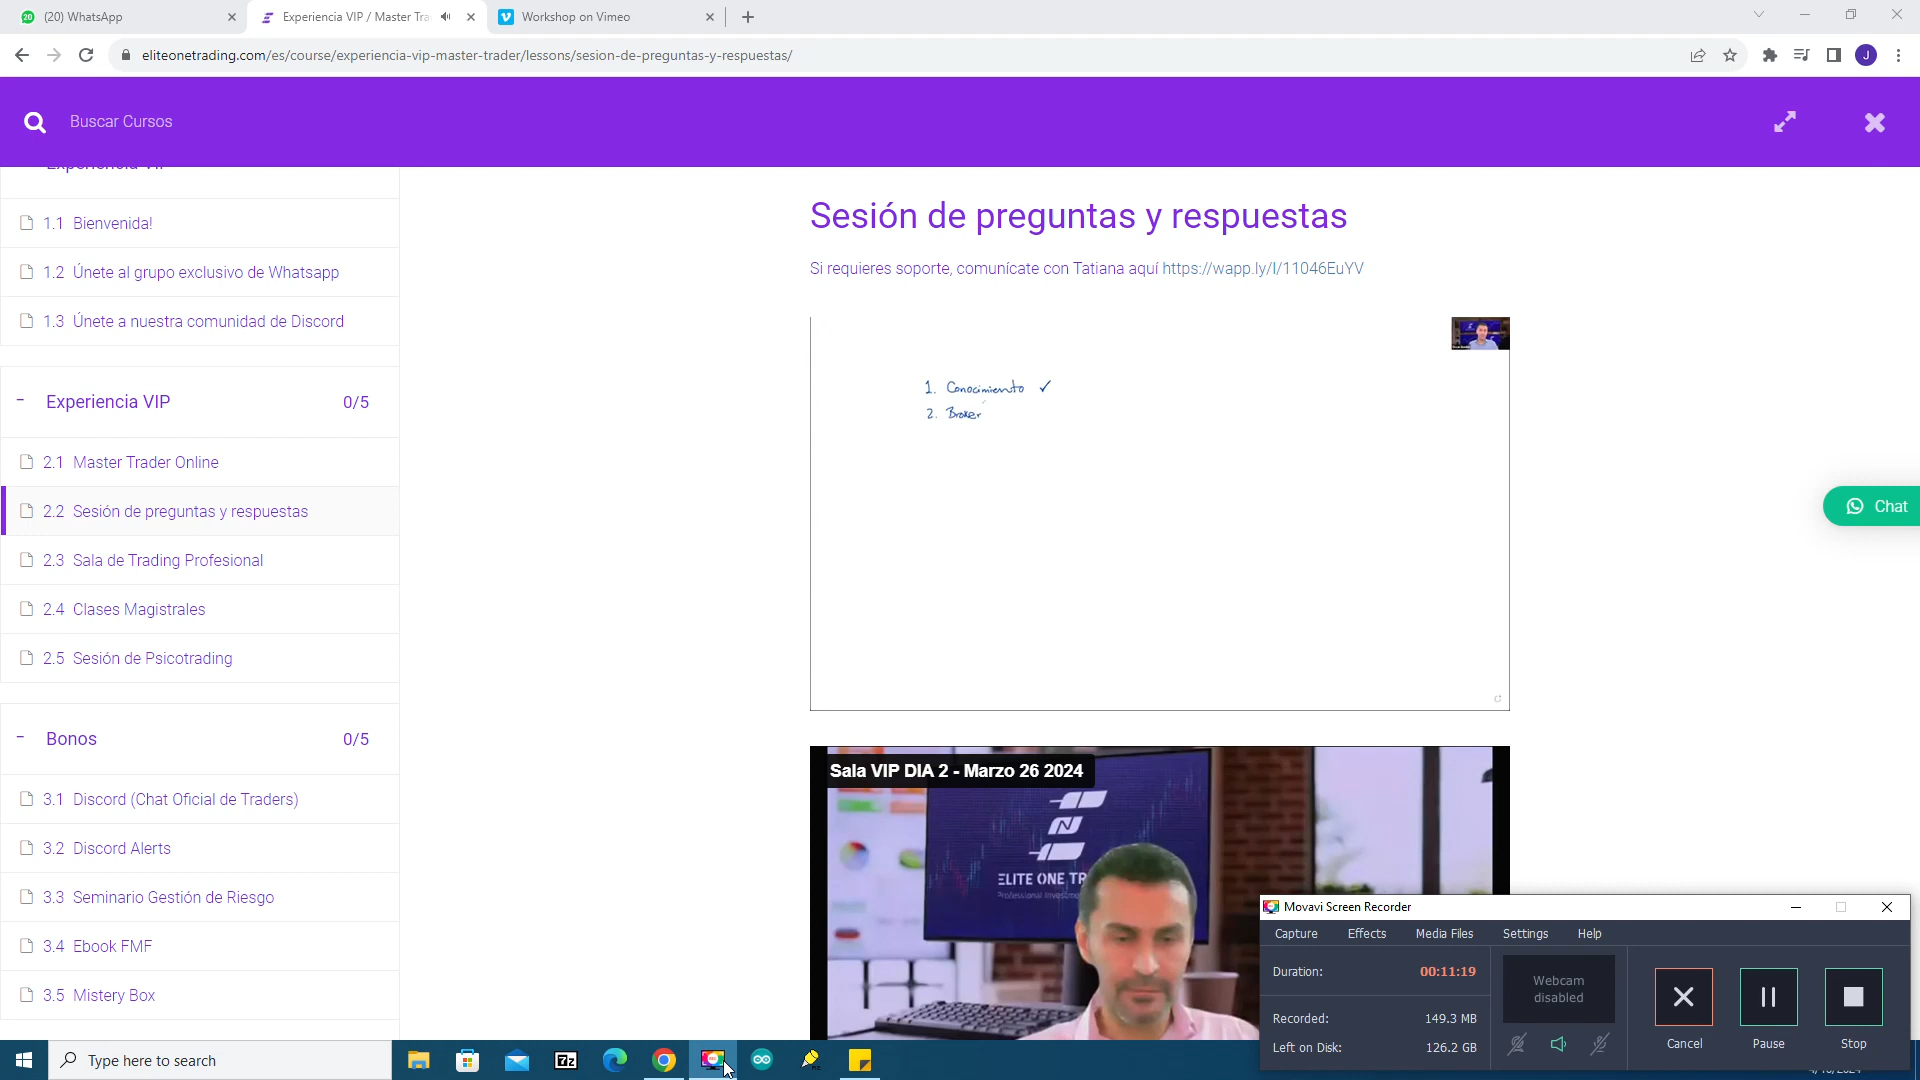 (20) WhatsApp
Experiencia VIP / Master Tra
Workshop on Vimeo
eliteonetrading.com/es/course/experiencia-vip-master-trader/lessons/sesion-de-preguntas-y-respuestas/
J
Buscar Cursos
Experiencia VIP
1.1 Bienvenida!
1.2 Únete al grupo exclusivo de Whatsapp
1.3 Únete a nuestra comunidad de Discord
- Experiencia VIP 0/5
2.1 Master Trader Online
2.2 Sesión de preguntas y respuestas
2.3 Sala de Trading Profesional
2.4 Clases Magistrales
2.5 Sesión de Psicotrading
- Bonos 0/5
3.1 Discord (Chat Oficial de Traders)
3.2 Discord Alerts
3.3 Seminario Gestión de Riesgo
3.4 Ebook FMF
3.5 Mistery Box
Sesión de preguntas y respuestas
Si requieres soporte, comunícate con Tatiana aquí https://wapp.ly/l/11046EuYV
1. Conocimiento ✓
2. Broker
Chat
Sala VIP DIA 2 - Marzo 26 2024
ELITE ONE TR
Professional Investme
Movavi Screen Recorder
Capture Effects Media Files Settings Help
Duration: 00:11:19
Recorded: 149.3 MB
Left on Disk: 126.2 GB
Webcam
disabled
Cancel Pause Stop
Type here to search
7z